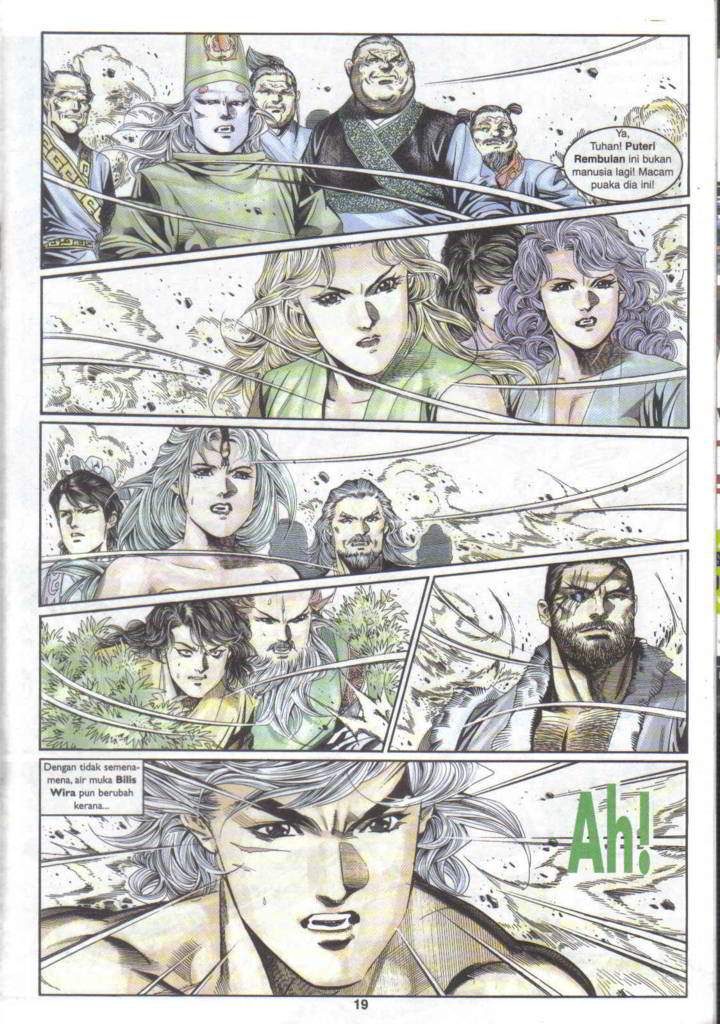 Ya,
Tuhan! Puteri
Rembulan ini bukan
manusia lagi! Macam
puaka dia ini!
Dengan tidak semena-
mena, air muka Bilis
Wira pun berubah
kerana...
Ah!
19